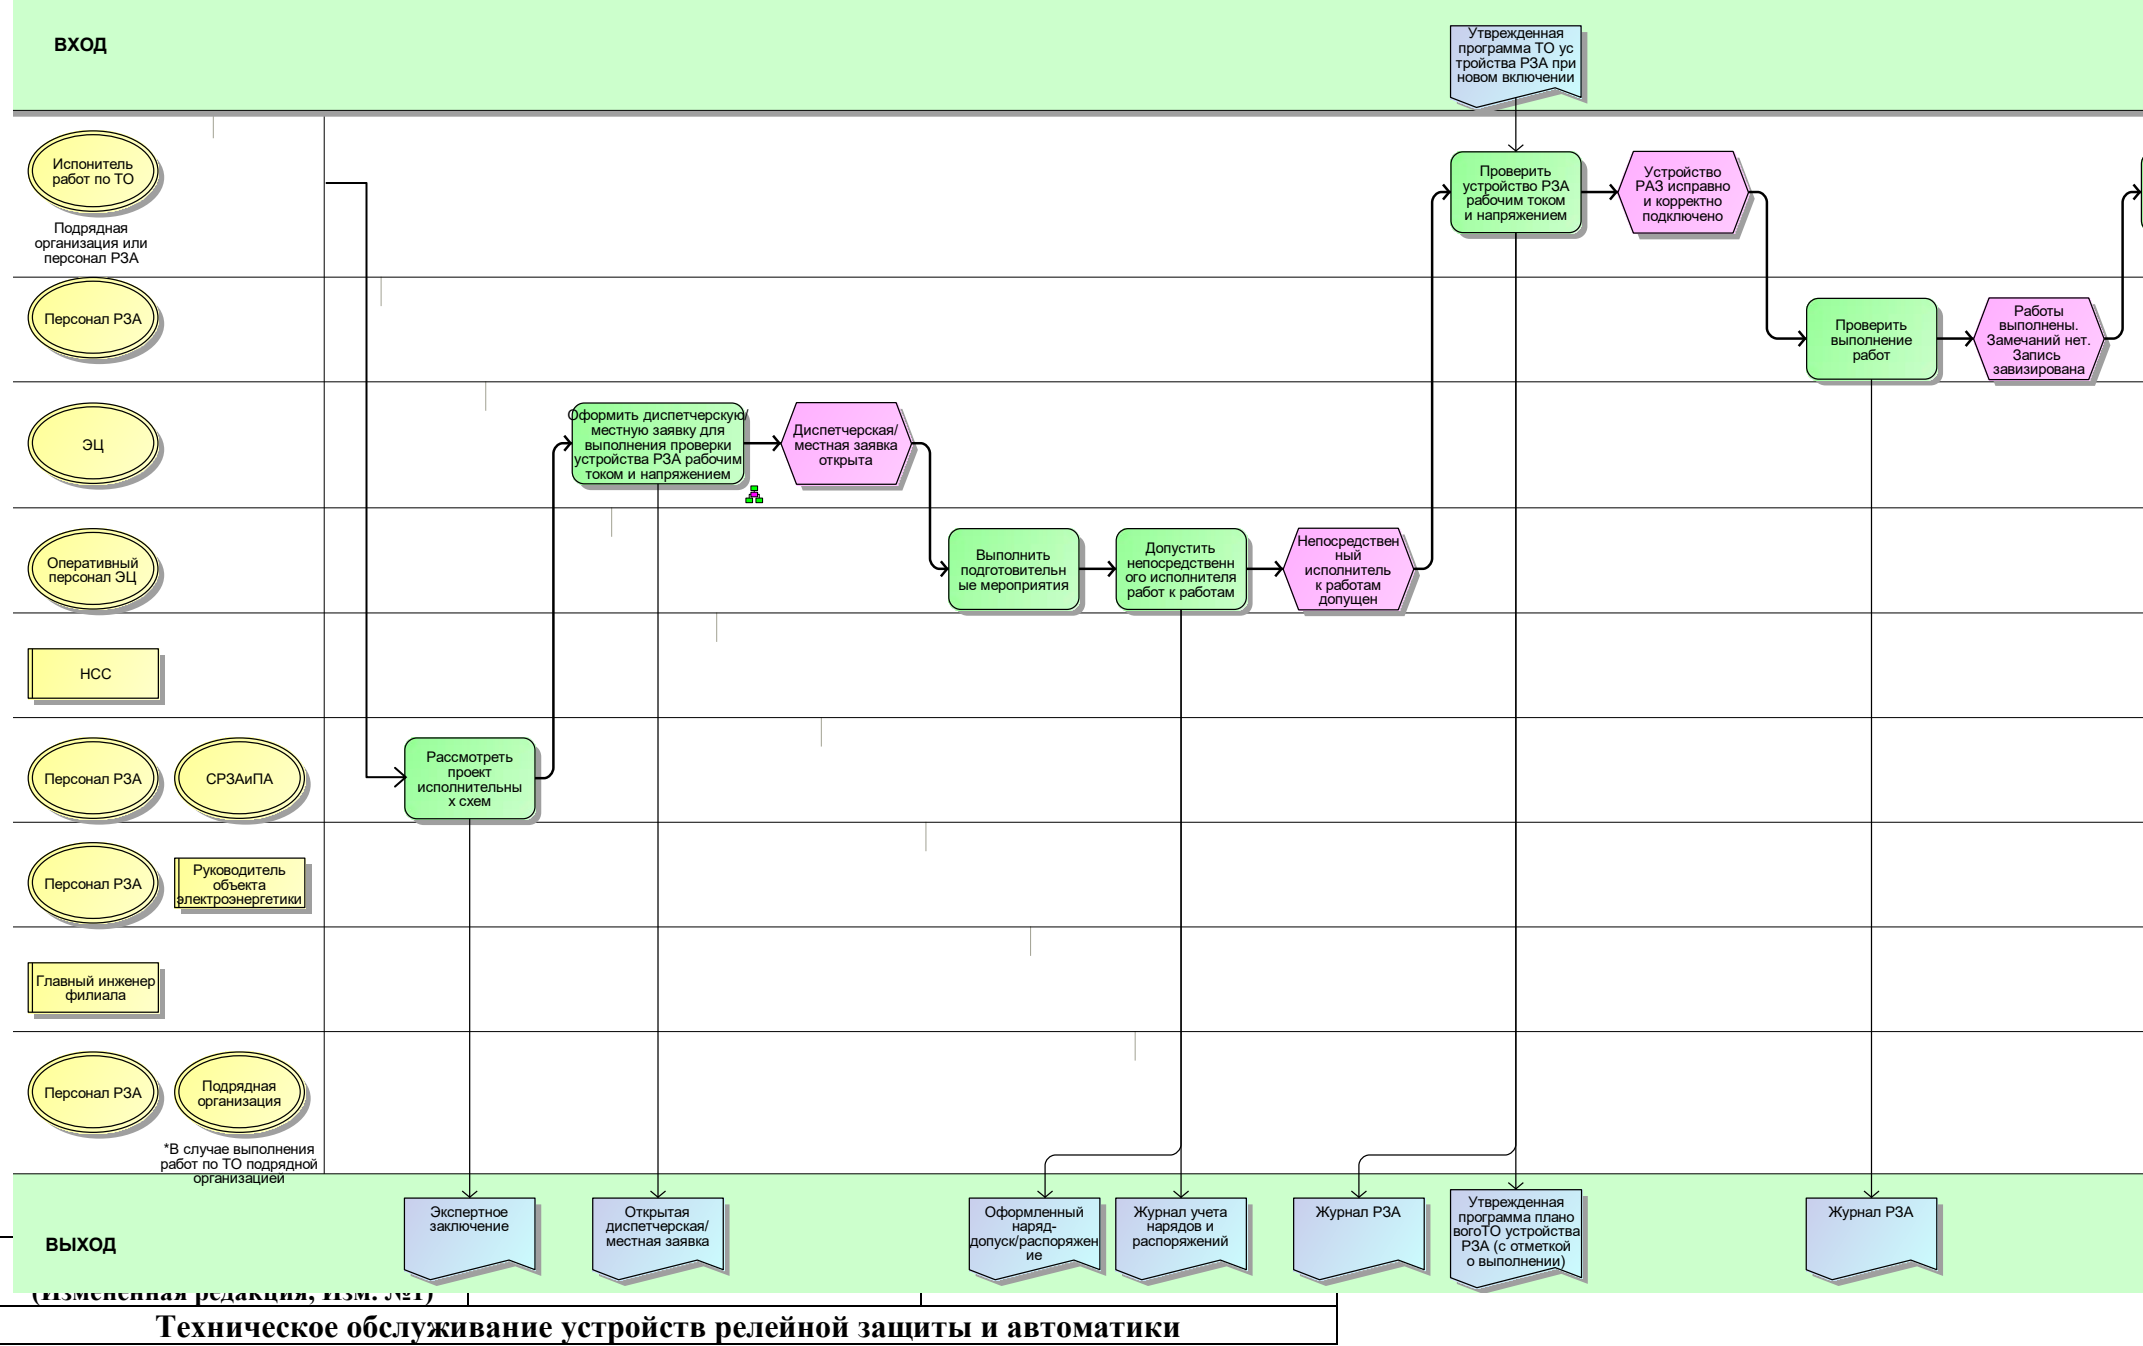 ВХОД
Утврежденная
программа ТО ус
тройства РЗА при
новом включении
Испонитель
работ по ТО
Подрядная
организация или
персонал РЗА
Проверить
устройство РЗА
рабочим током
и напряжением
Устройство
РАЗ исправно
и корректно
подключено
Персонал РЗА
Проверить
выполнение
работ
Работы
выполнены.
Замечаний нет.
Запись
завизирована
ЭЦ
Оформить диспетчерскую/
местную заявку для
выполнения проверки
устройства РЗА рабочим
током и напряжением
Диспетчерская/
местная заявка
открыта
Оперативный
персонал ЭЦ
Выполнить
подготовительн
ые мероприятия
Допустить
непосредственн
ого исполнителя
работ к работам
Непосредствен
ный
исполнитель
к работам
допущен
НСС
Персонал РЗА
СРЗАиПА
Рассмотреть
проект
исполнительны
х схем
Персонал РЗА
Руководитель
объекта
электроэнергетики
Главный инженер
филиала
Персонал РЗА
Подрядная
организация
*В случае выполнения
работ по ТО подрядной
организацией
ВЫХОД
Экспертное
заключение
Открытая
диспетчерская/
местная заявка
Оформленный
наряд-
допуск/распоряжен
ие
Журнал учета
нарядов и
распоряжений
Журнал РЗА
Утврежденная
программа плано
вогоТО устройства
РЗА (с отметкой
о выполнении)
Журнал РЗА
(Измененная редакция, Изм. №1)
Техническое обслуживание устройств релейной защиты и автоматики